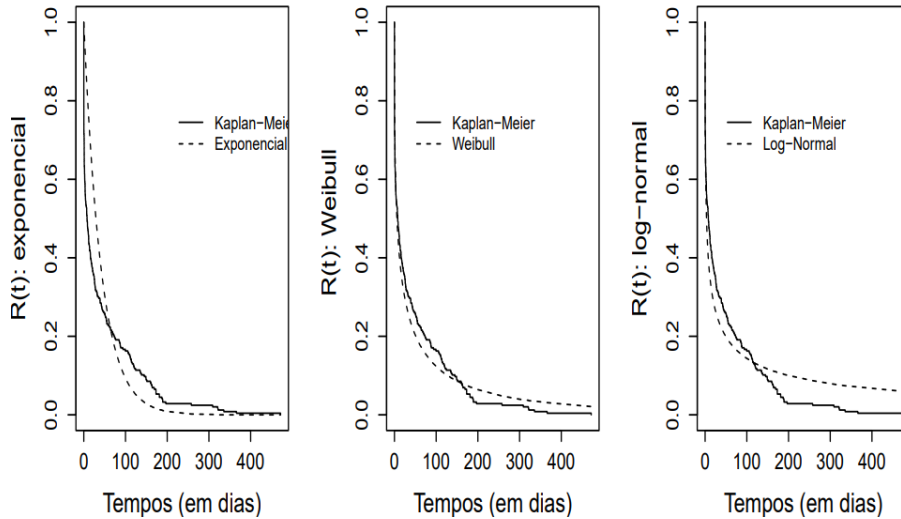 R(t): exponencial
1.0
0.8
0.6
0.4
0.2
0.0
Kaplan−Meie
Exponencial
0 100 200 300 400
Tempos (em dias)
R(t): Weibull
1.0
0.8
0.6
0.4
0.2
0.0
Kaplan−Meier
Weibull
0 100 200 300 400
Tempos (em dias)
R(t): log−normal
1.0
0.8
0.6
0.4
0.2
0.0
Kaplan−Meier
Log−Normal
0 100 200 300 400
Tempos (em dias)